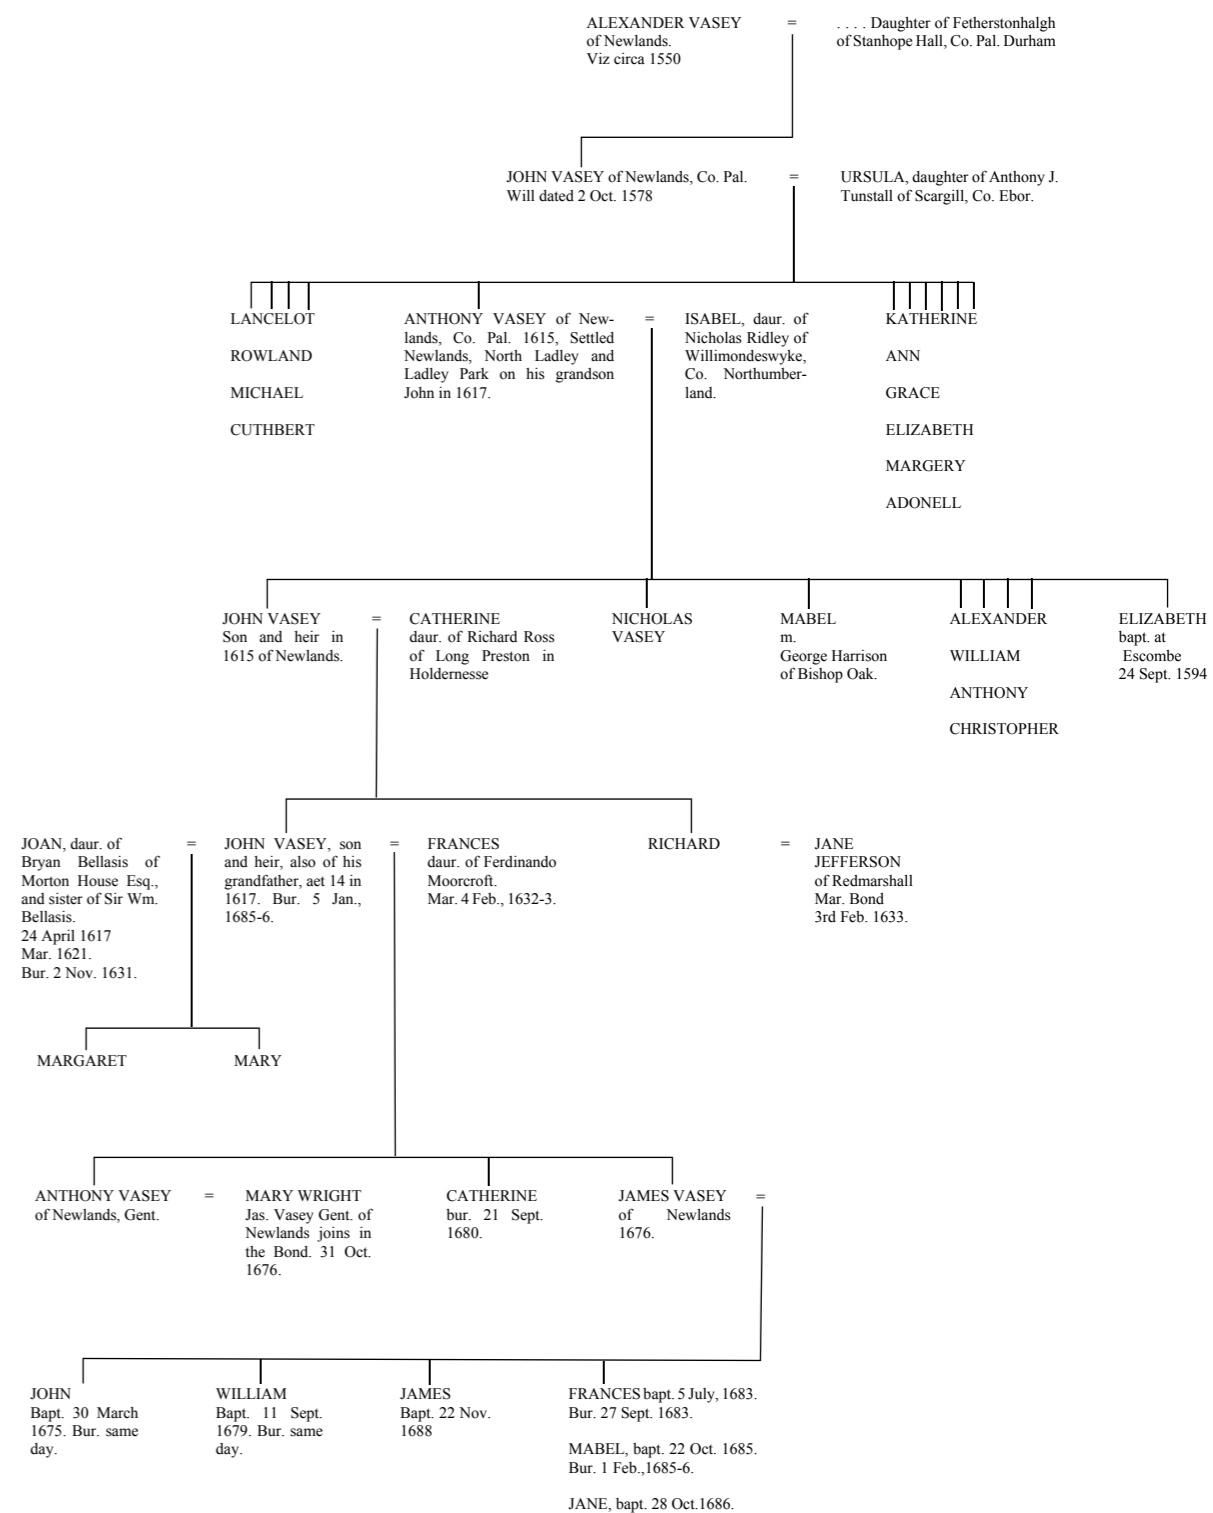 ALEXANDER VASEY
of Newlands.
Viz circa 1550
=
. . . . Daughter of Fetherstonhalgh
of Stanhope Hall, Co. Pal. Durham
JOHN VASEY of Newlands, Co. Pal.
Will dated 2 Oct. 1578
=
URSULA, daughter of Anthony J.
Tunstall of Scargill, Co. Ebor.
LANCELOT
ROWLAND
MICHAEL
CUTHBERT
ANTHONY VASEY of New-
lands, Co. Pal. 1615, Settled
Newlands, North Ladley and
Ladley Park on his grandson
John in 1617.
=
ISABEL, daur. of
Nicholas Ridley of
Willimondeswyke,
Co. Northumber-
land.
KATHERINE
ANN
GRACE
ELIZABETH
MARGERY
ADONELL
JOHN VASEY
Son and heir in
1615 of Newlands.
=
CATHERINE
daur. of Richard Ross
of Long Preston in
Holdernesse
NICHOLAS
VASEY
MABEL
m.
George Harrison
of Bishop Oak.
ALEXANDER
WILLIAM
ANTHONY
CHRISTOPHER
ELIZABETH
bapt. at
Escombe
24 Sept. 1594
JOAN, daur. of
Bryan Bellasis of
Morton House Esq.,
and sister of Sir Wm.
Bellasis.
24 April 1617
Mar. 1621.
Bur. 2 Nov. 1631.
=
JOHN VASEY, son
and heir, also of his
grandfather, aet 14 in
1617. Bur. 5 Jan.,
1685-6.
=
FRANCES
daur. of Ferdinando
Moorcroft.
Mar. 4 Feb., 1632-3.
RICHARD
=
JANE
JEFFERSON
of Redmarshall
Mar. Bond
3rd Feb. 1633.
MARGARET
MARY
ANTHONY VASEY
of Newlands, Gent.
=
MARY WRIGHT
Jas. Vasey Gent. of
Newlands joins in
the Bond. 31 Oct.
1676.
CATHERINE
bur. 21 Sept.
1680.
JAMES VASEY
of Newlands
1676.
=
JOHN
Bapt. 30 March
1675. Bur. same
day.
WILLIAM
Bapt. 11 Sept.
1679. Bur. same
day.
JAMES
Bapt. 22 Nov.
1688
FRANCES bapt. 5 July, 1683.
Bur. 27 Sept. 1683.
MABEL, bapt. 22 Oct. 1685.
Bur. 1 Feb.,1685-6.
JANE, bapt. 28 Oct.1686.